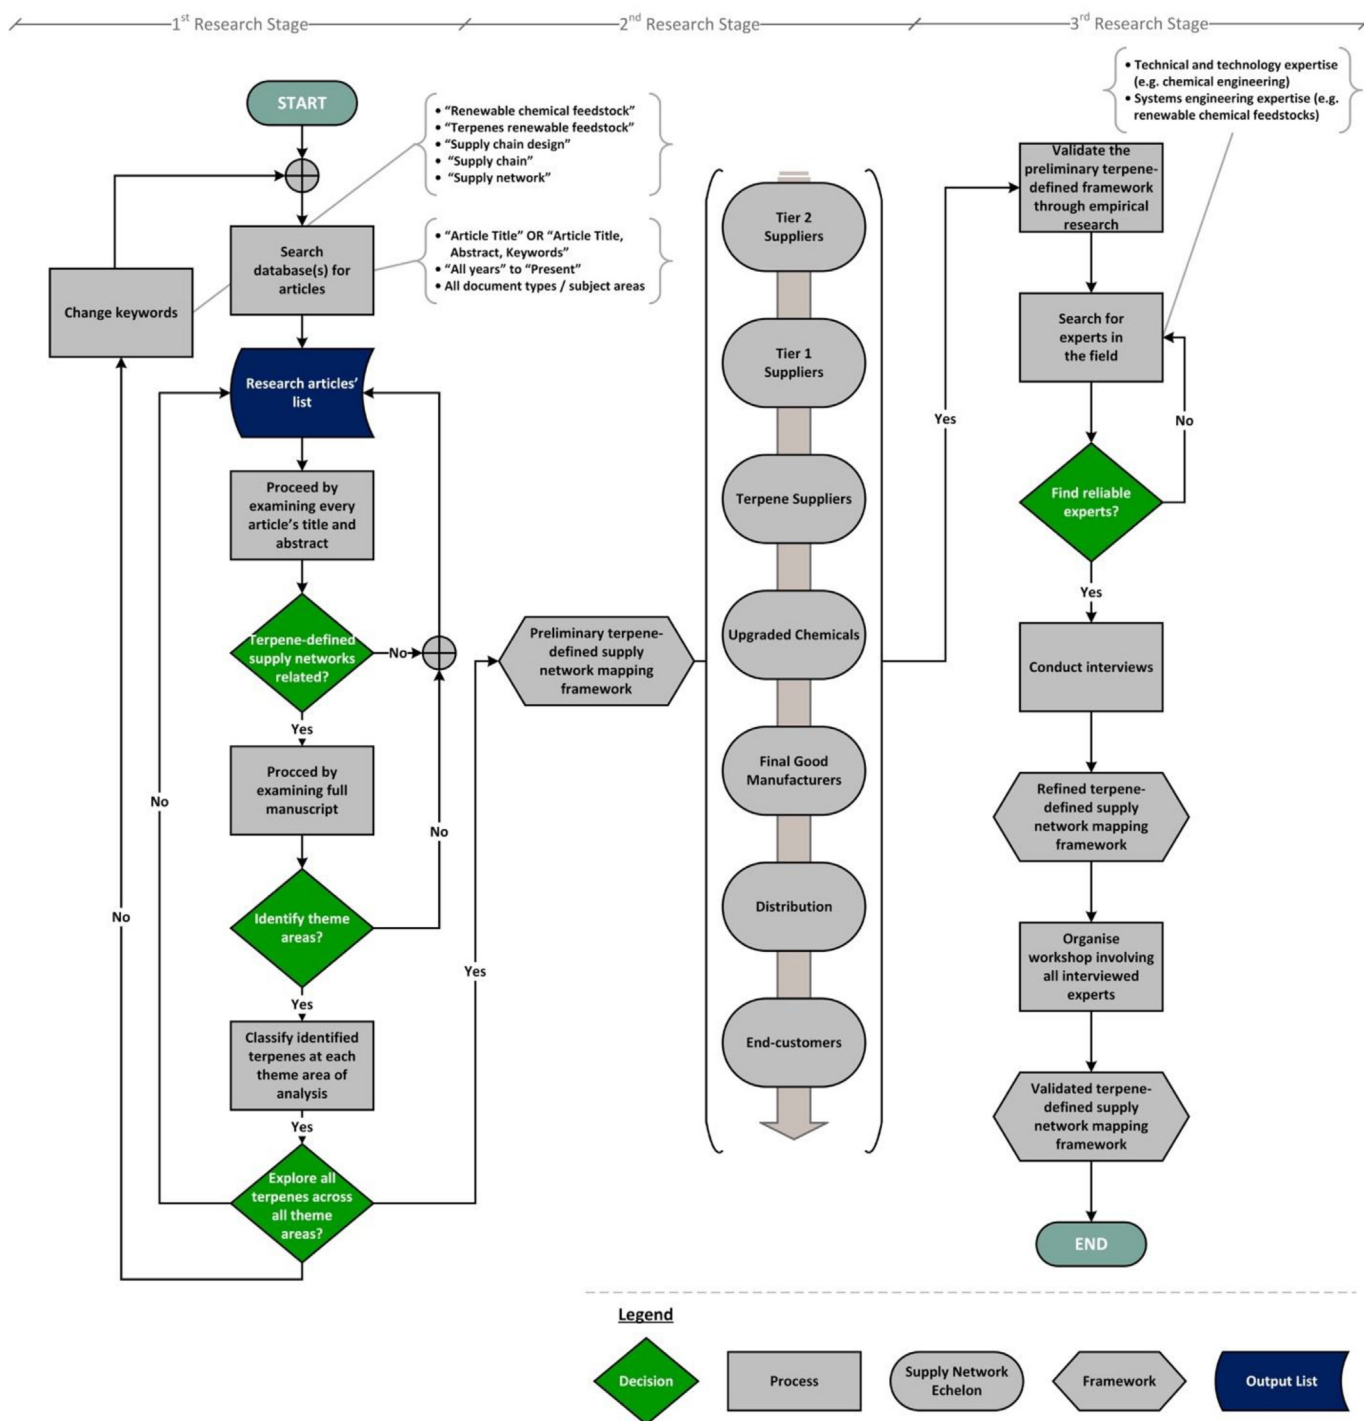 1st Research Stage
2nd Research Stage
3rd Research Stage
START
• “Renewable chemical feedstock”
• “Terpenes renewable feedstock”
• “Supply chain design”
• “Supply chain”
• “Supply network”
Search
database(s) for
articles
• “Article Title” OR “Article Title,
Abstract, Keywords”
• “All years” to “Present”
• All document types / subject areas
Change keywords
Research articles’
list
Proceed by
examining every
article’s title and
abstract
Terpene-defined
supply networks
related?
No
Yes
Procced by
examining full
manuscript
No
No
Identify theme
areas?
No
Yes
Classify identified
terpenes at each
theme area of
analysis
Yes
Explore all
terpenes across
all theme
areas?
Yes
Preliminary terpene-
defined supply
network mapping
framework
Tier 2
Suppliers
Tier 1
Suppliers
Terpene Suppliers
Upgraded Chemicals
Final Good
Manufacturers
Distribution
End-customers
Yes
• Technical and technology expertise
(e.g. chemical engineering)
• Systems engineering expertise (e.g.
renewable chemical feedstocks)
Validate the
preliminary terpene-
defined framework
through empirical
research
Search for
experts in
the field
No
Find reliable
experts?
Yes
Conduct interviews
Refined terpene-
defined supply
network mapping
framework
Organise
workshop involving
all interviewed
experts
Validated terpene-
defined supply
network mapping
framework
END
Legend
Decision
Process
Supply Network
Echelon
Framework
Output List